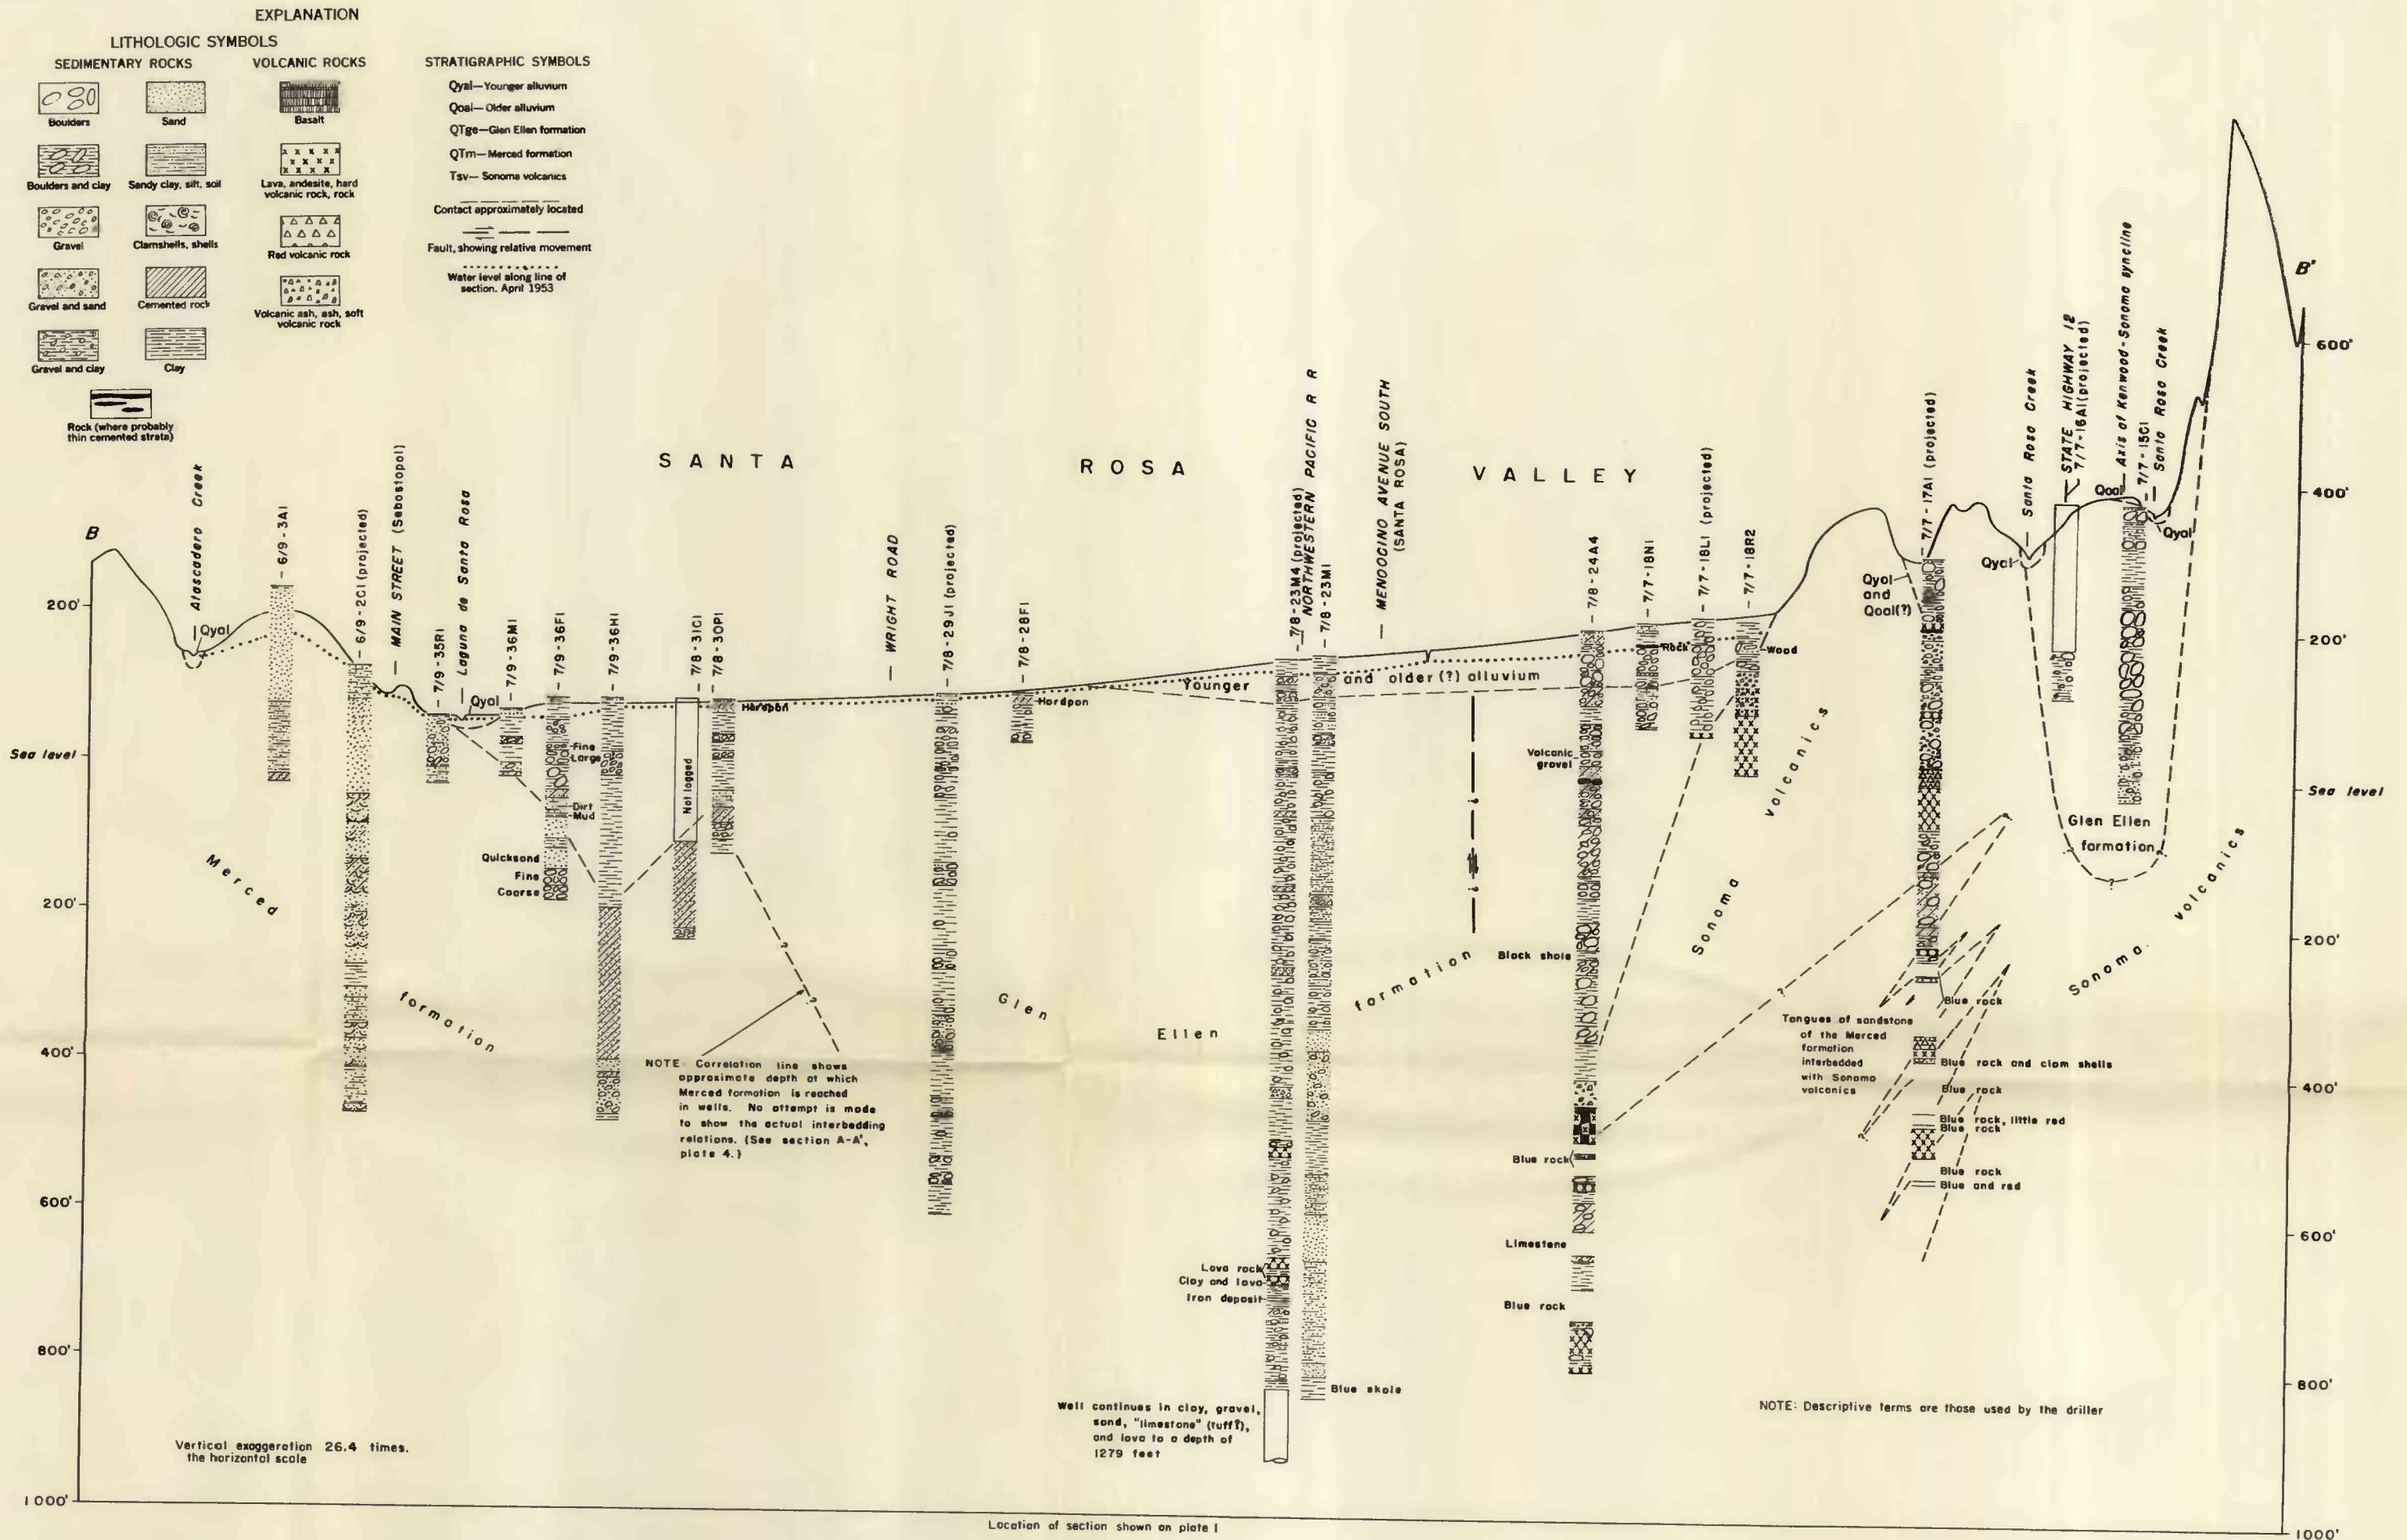 EXPLANATION
LITHOLOGIC SYMBOLS
SEDIMENTARY ROCKS
VOLCANIC ROCKS
STRATIGRAPHIC SYMBOLS
Boulders
Sand
Basalt
Boulders and clay
Sandy clay, silt, soil
Lava, andesite, hard
volcanic rock, rock
Gravel
Clamshells, shells
Red volcanic rock
Gravel and sand
Cemented rock
Volcanic ash, ash, soft
volcanic rock
Gravel and clay
Clay
Rock (where probably
thin cemented strata)
Qyal—Younger alluvium
Qoal—Older alluvium
QTge—Glen Ellen formation
QTm—Merced formation
Tsv—Sonoma volcanics
Contact approximately located
Fault, showing relative movement
Water level along line of
section. April 1953
SANTA ROSA VALLEY
B
B'
Atascadero Creek
6/9-3A1
6/9-2C1 (projected)
MAIN STREET (Sebastopol)
7/9-35R1
Laguna de Santa Rosa
7/9-36M1
7/9-36F1
7/9-36H1
7/8-31C1
7/8-30P1
WRIGHT ROAD
7/8-29J1 (projected)
7/8-28F1
7/8-23M4 (projected)
NORTHWESTERN PACIFIC R R
7/8-23M1
MENDOCINO AVENUE SOUTH
(SANTA ROSA)
7/8-24A4
7/7-18N1
7/7-18L1 (projected)
7/7-18R2
7/7-17A1 (projected)
Santa Rosa Creek
STATE HIGHWAY 12
7/7-16A1 (projected)
Axis of Kenwood-Sonoma syncline
7/7-15C1
Santa Rosa Creek
200'
Sea level
200'
400'
600'
800'
1000'
600'
400'
200'
Sea level
200'
400'
600'
800'
1000'
Qyal
Qyal
Qyal
and
Qoal(?)
Qyal
Qoal
Qyal
Hardpan
Hardpan
Younger and older (?) alluvium
Rock
Wood
Fine
Large
Dirt
Mud
Quicksand
Fine
Coarse
Not logged
Volcanic
gravel
Black shale
Blue rock
Limestone
Blue rock
Merced formation
Glen Ellen formation
Sonoma volcanics
Glen Ellen
formation
Sonoma volcanics
NOTE: Correlation line shows
approximate depth at which
Merced formation is reached
in wells. No attempt is made
to show the actual interbedding
relations. (See section A-A',
plate 4.)
Lava rock
Clay and lava
Iron deposit
Blue shale
Well continues in clay, gravel,
sand, "limestone" (tuff?),
and lava to a depth of
1279 feet
Tongues of sandstone
of the Merced
formation
interbedded
with Sonoma
volcanics
Blue rock
Blue rock and clam shells
Blue rock
Blue rock, little red
Blue rock
Blue rock
Blue and red
NOTE: Descriptive terms are those used by the driller
Vertical exaggeration 26.4 times.
the horizontal scale
Location of section shown on plate 1